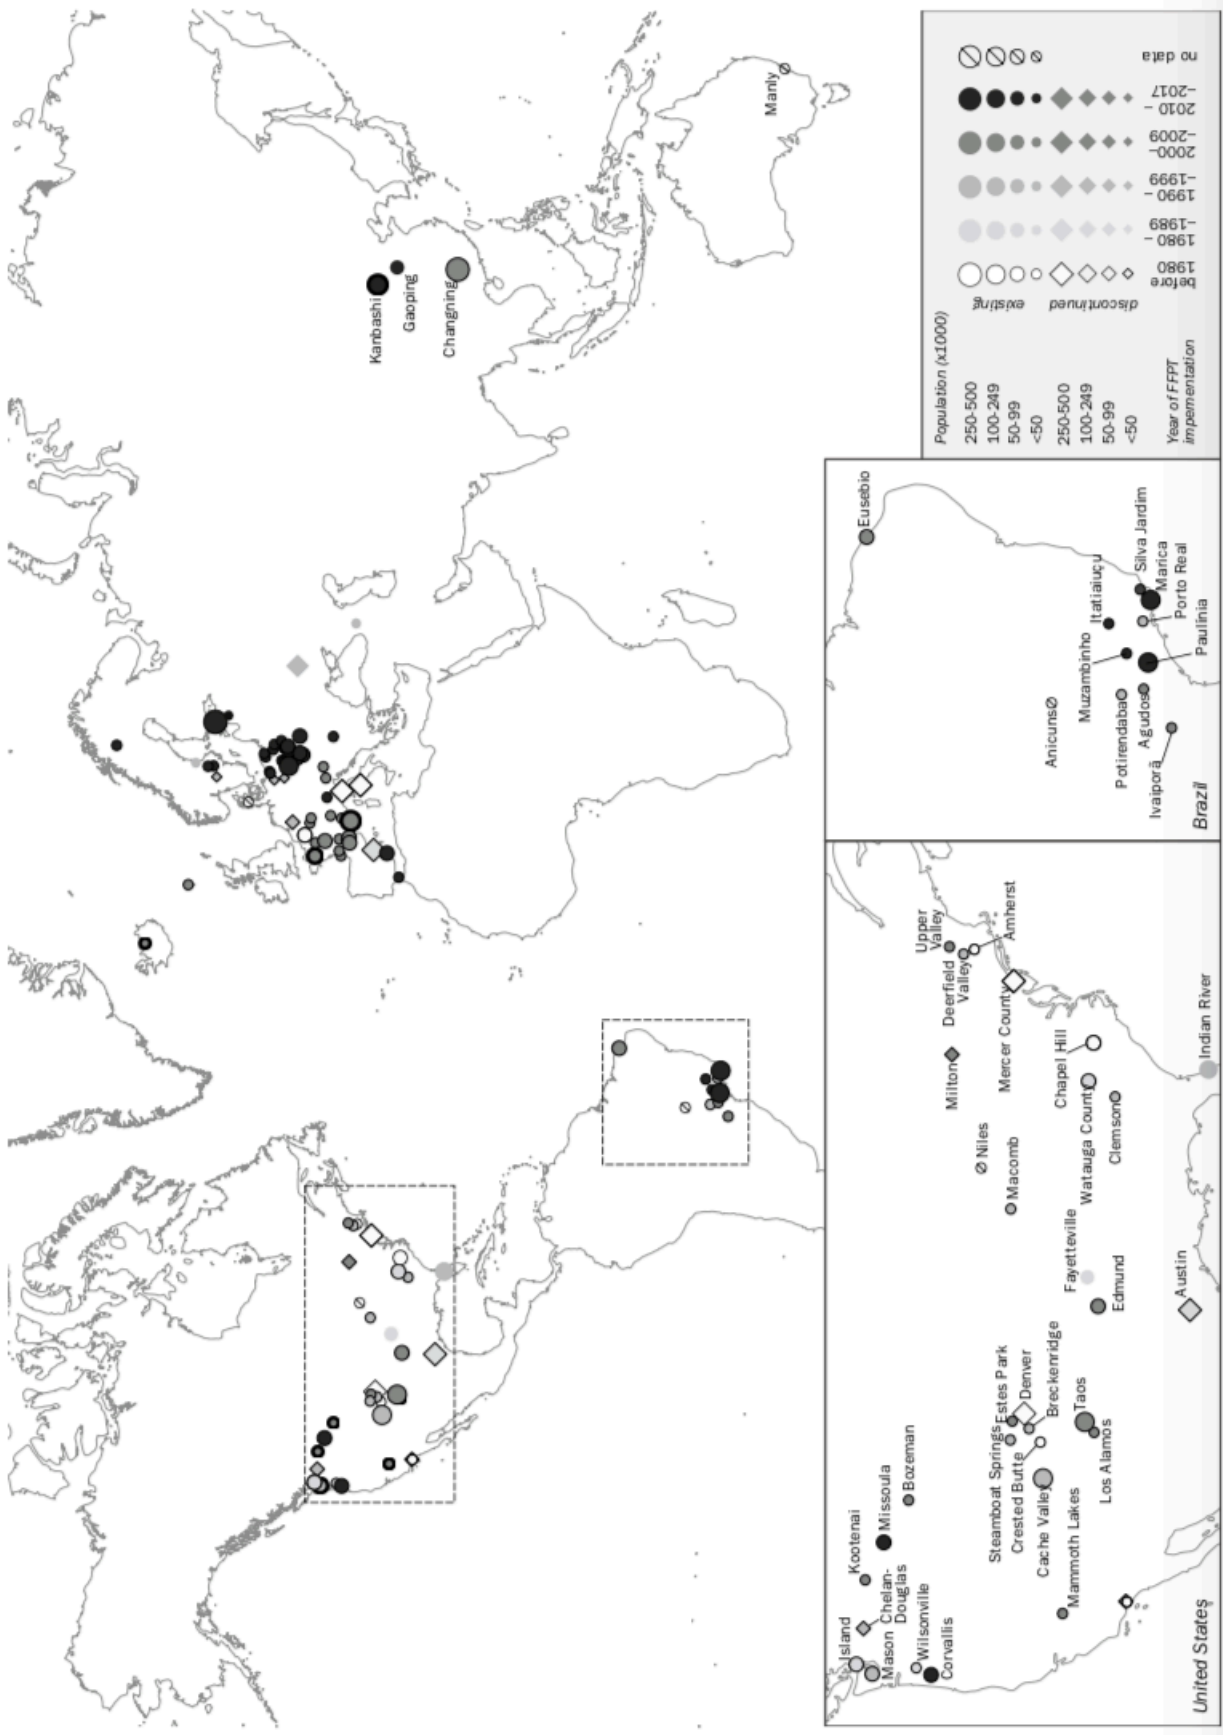 Kanbashi
Gaoping
Changning
Manly
Island
Mason
Kootenai
Chelan-
Douglas
Missoula
Wilsonville
Corvallis
Bozeman
Steamboat Springs
Estes Park
Crested Butte
Denver
Cache Valley
Breckenridge
Mammoth Lakes
Taos
Los Alamos
Fayetteville
Edmund
Austin
Upper
Valley
Milton
Deerfield
Valley
Amherst
Niles
Macomb
Mercer County
Chapel Hill
Watauga County
Clemson
Indian River
United States
Eusebio
Anicuns
Muzambinho
Itatiaiuçu
Potirendaba
Silva Jardim
Agudos
Marica
Ivaiporã
Porto Real
Paulinia
Brazil
Population (x1000)
250-500
100-249
50-99
<50
250-500
100-249
50-99
<50
existing
discontinued
Year of FFPT
impementation
before
1980
1980 –
–1989
1990 –
–1999
2000–
–2009
2010 –
–2017
no data